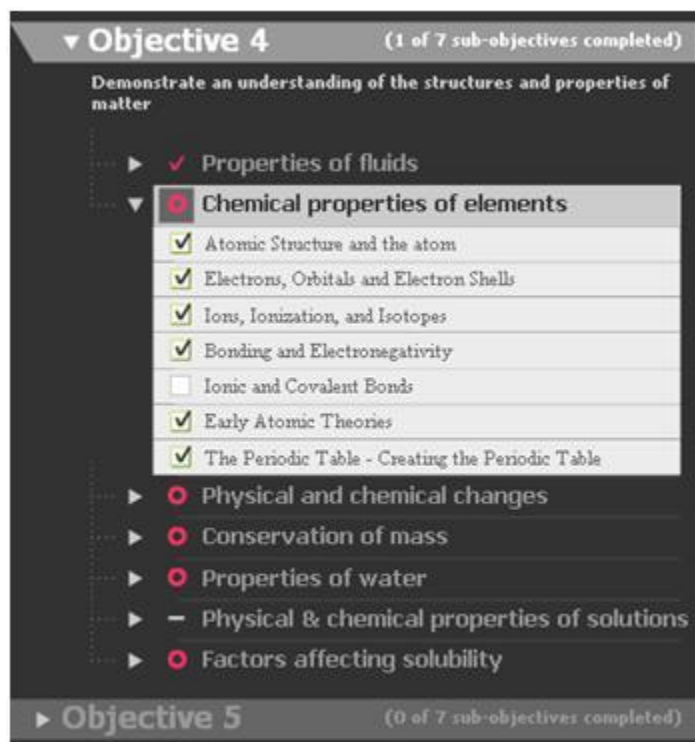 Objective 4 (1 of 7 sub-objectives completed)
Demonstrate an understanding of the structures and properties of
matter
Properties of fluids
Chemical properties of elements
Atomic Structure and the atom
Electrons, Orbitals and Electron Shells
Ions, Ionization, and Isotopes
Bonding and Electronegativity
Ionic and Covalent Bonds
Early Atomic Theories
The Periodic Table - Creating the Periodic Table
Physical and chemical changes
Conservation of mass
Properties of water
Physical & chemical properties of solutions
Factors affecting solubility
Objective 5 (0 of 7 sub-objectives completed)